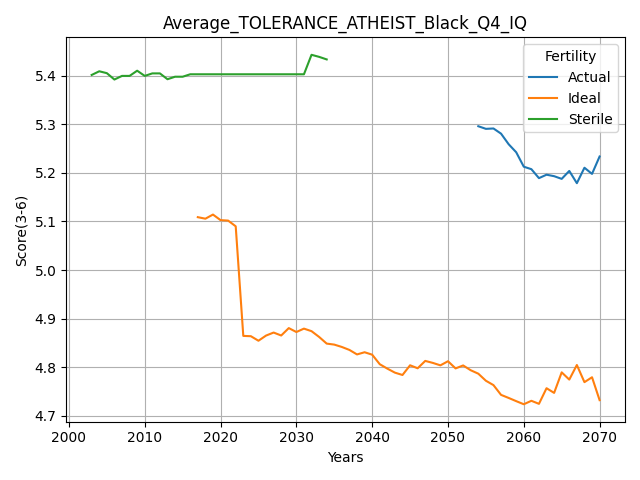 Average_TOLERANCE_ATHEIST_Black_Q4_IQ
Fertility
Actual
Ideal
Sterile
Score(3-6)
5.4
5.3
5.2
5.1
5.0
4.9
4.8
4.7
2000 2010 2020 2030 2040 2050 2060 2070
Years